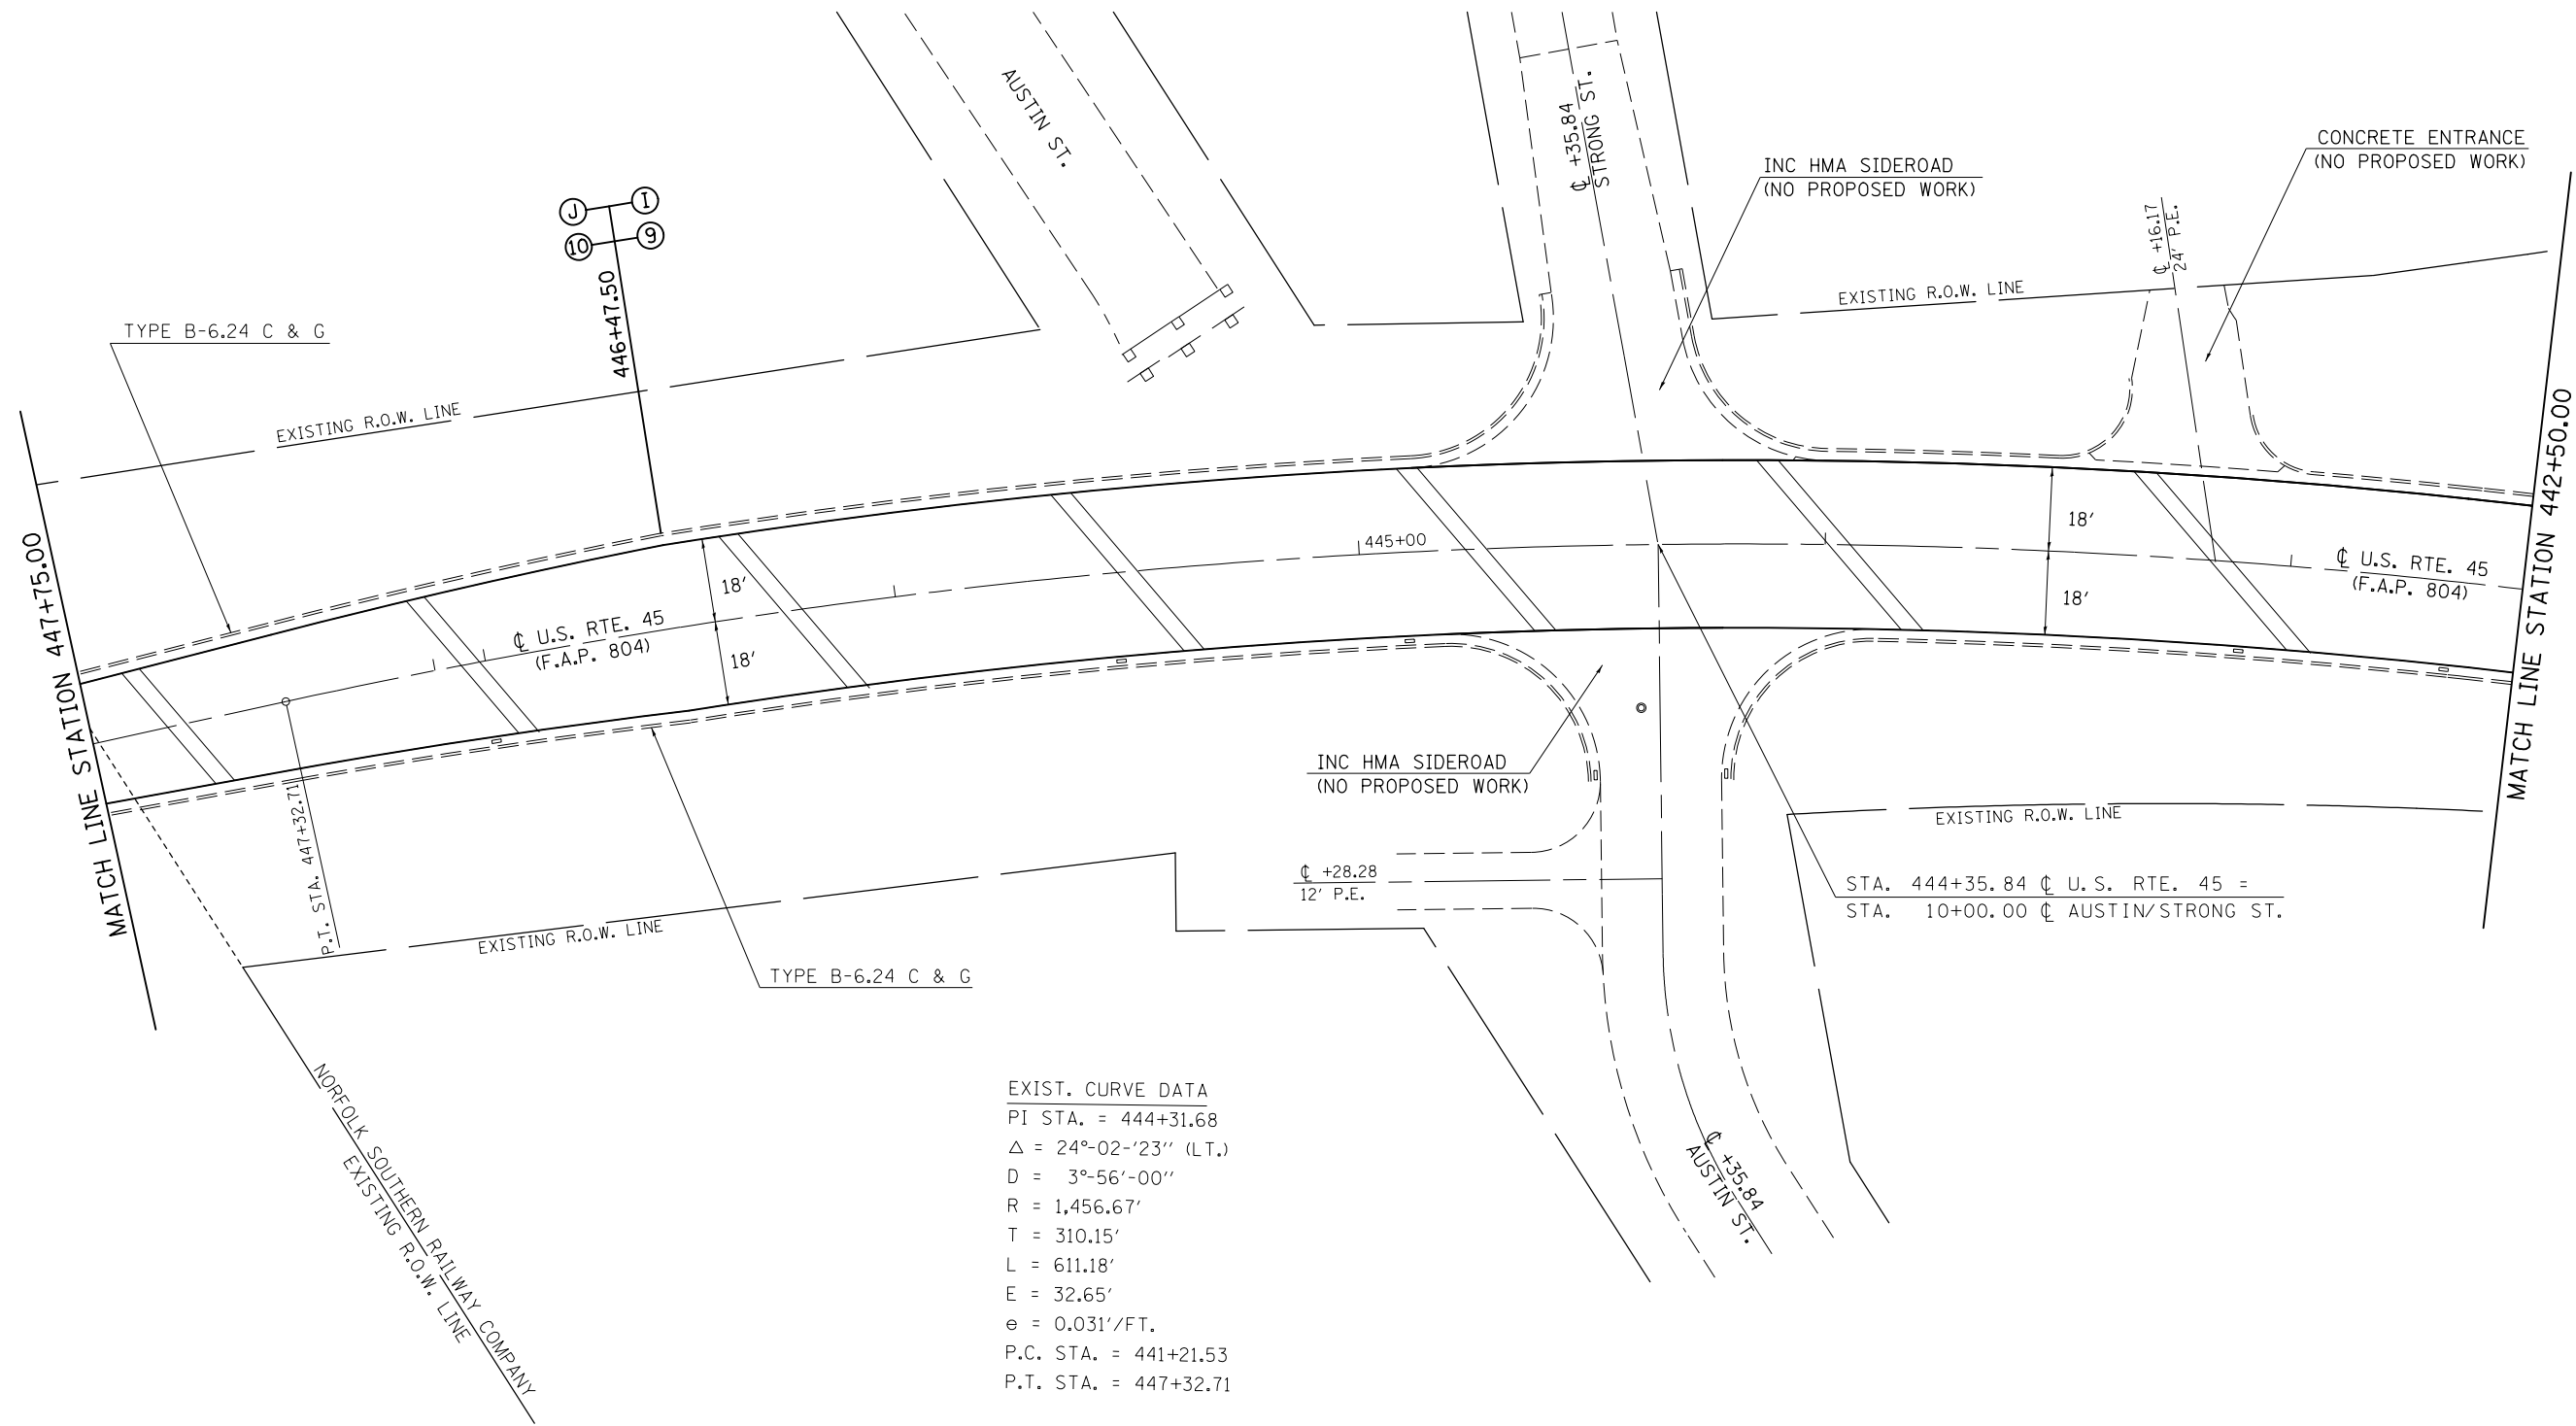 AUSTIN ST.
℄ +35.84
STRONG ST.
INC HMA SIDEROAD
(NO PROPOSED WORK)
CONCRETE ENTRANCE
(NO PROPOSED WORK)
℄ +16.17
24' P.E.
J
I
10
9
446+47.50
EXISTING R.O.W. LINE
TYPE B-6.24 C & G
EXISTING R.O.W. LINE
MATCH LINE STATION 447+75.00
MATCH LINE STATION 442+50.00
18'
18'
18'
18'
445+00
℄ U.S. RTE. 45
(F.A.P. 804)
℄ U.S. RTE. 45
(F.A.P. 804)
P.T. STA. 447+32.71
INC HMA SIDEROAD
(NO PROPOSED WORK)
EXISTING R.O.W. LINE
℄ +28.28
12' P.E.
STA. 444+35.84 ℄ U.S. RTE. 45 =
STA. 10+00.00 ℄ AUSTIN/STRONG ST.
EXISTING R.O.W. LINE
TYPE B-6.24 C & G
NORFOLK SOUTHERN RAILWAY COMPANY
EXISTING R.O.W. LINE
℄ +35.84
AUSTIN ST.
EXIST. CURVE DATA
PI STA. = 444+31.68
△ = 24°-02-'23'' (LT.)
D = 3°-56'-00''
R = 1,456.67'
T = 310.15'
L = 611.18'
E = 32.65'
e = 0.031'/FT.
P.C. STA. = 441+21.53
P.T. STA. = 447+32.71